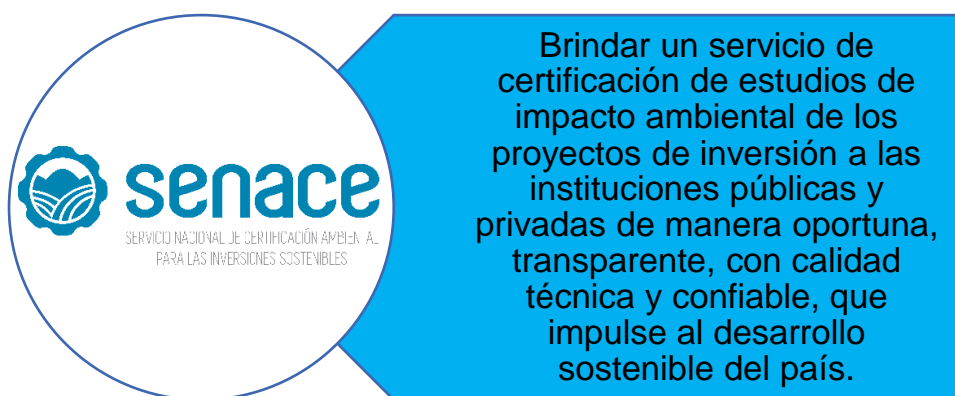 senace
SERVICIO NACIONAL DE CERTIFICACIÓN AMBIENTAL
PARA LAS INVERSIONES SOSTENIBLES
Brindar un servicio de
certificación de estudios de
impacto ambiental de los
proyectos de inversión a las
instituciones públicas y
privadas de manera oportuna,
transparente, con calidad
técnica y confiable, que
impulse al desarrollo
sostenible del país.